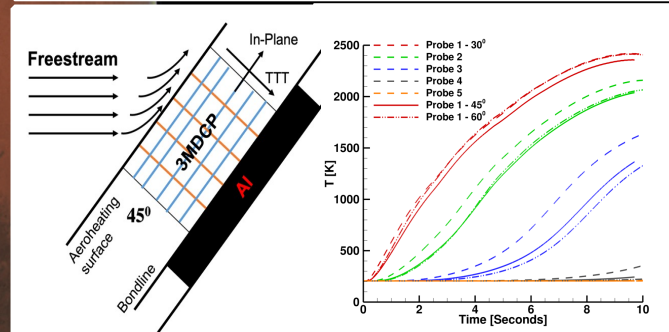 Freestream
In-Plane
TTT
3MDCP
Al
45⁰
Aeroheating
surface
Bondline
T [K]
2500
2000
1500
1000
500
0
0
2
4
6
8
10
Time [Seconds]
Probe 1 - 30⁰
Probe 2
Probe 3
Probe 4
Probe 5
Probe 1 - 45⁰
Probe 1 - 60⁰